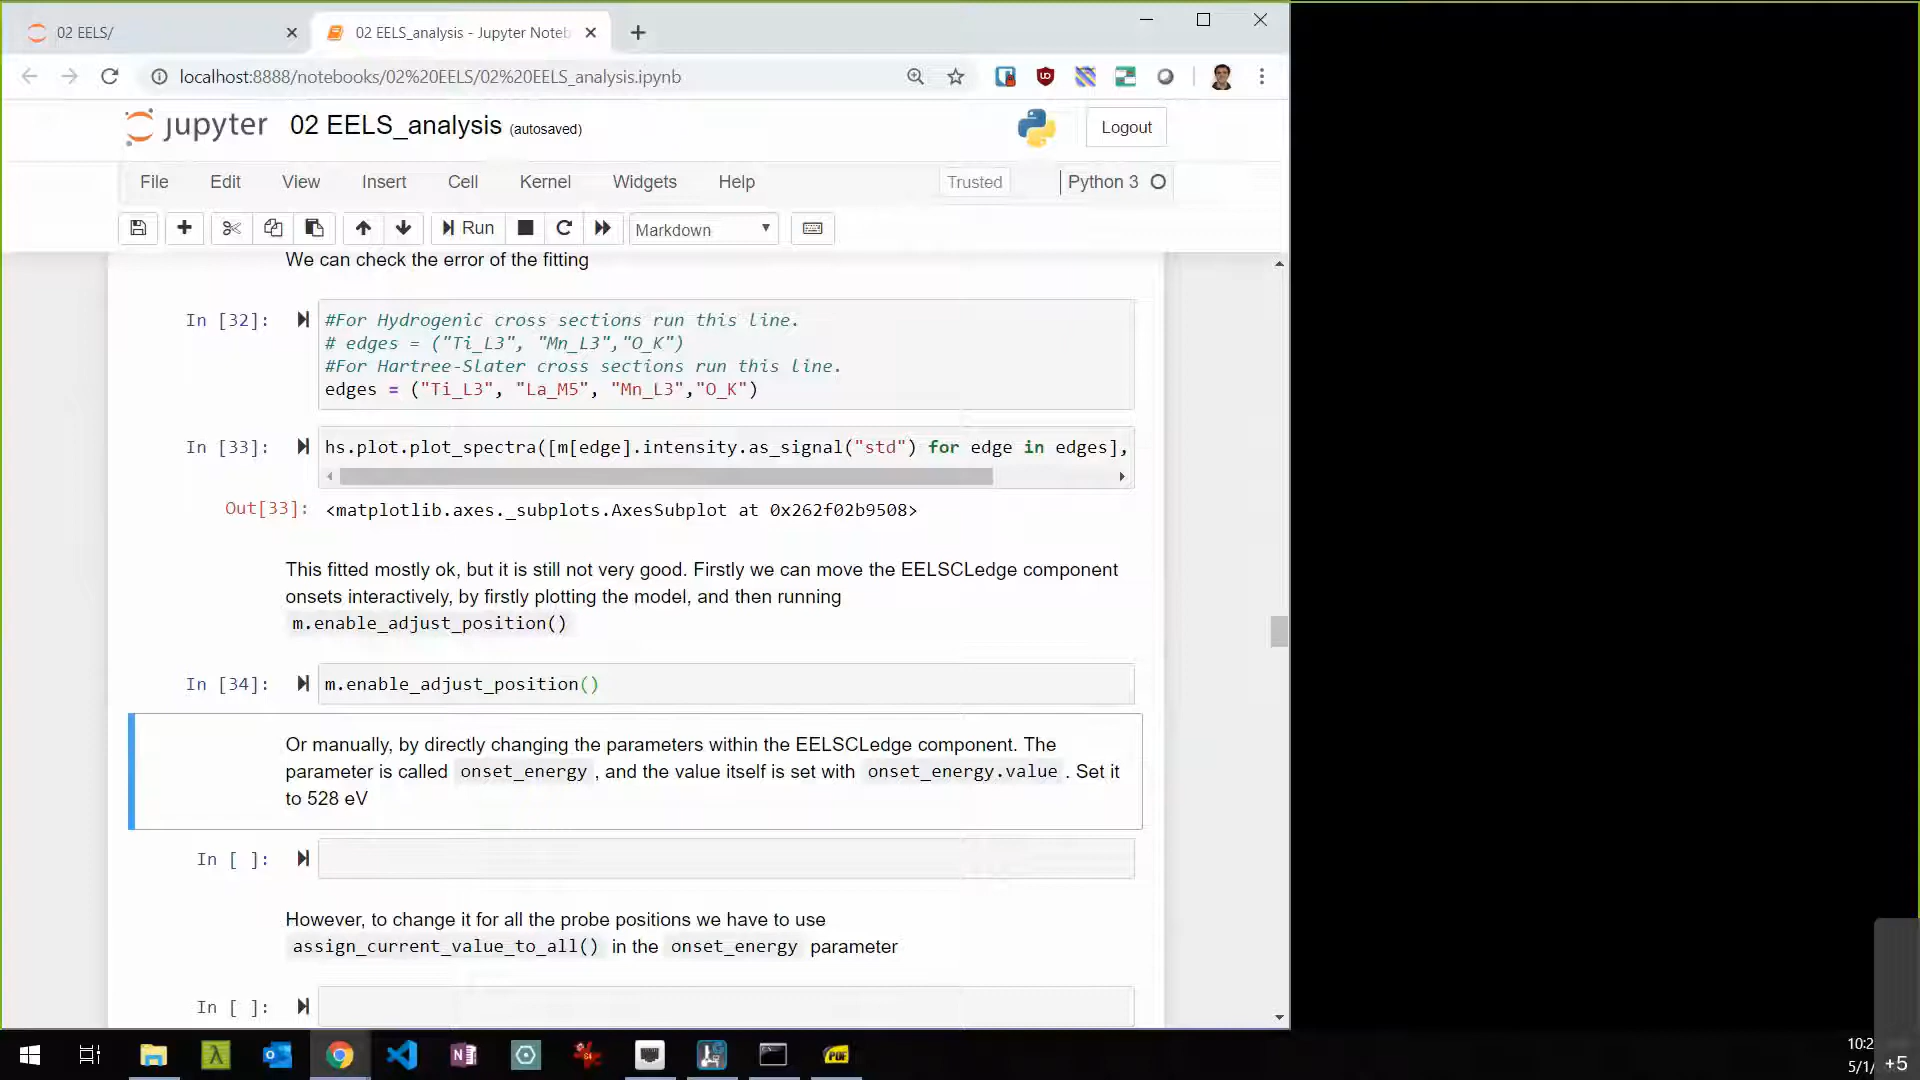 02 EELS/
02 EELS_analysis - Jupyter Noteb
localhost:8888/notebooks/02%20EELS/02%20EELS_analysis.ipynb
jupyter 02 EELS_analysis (autosaved)
Logout
File Edit View Insert Cell Kernel Widgets Help Trusted Python 3
Run Markdown
We can check the error of the fitting
In [32]:
#For Hydrogenic cross sections run this line.
# edges = ("Ti_L3", "Mn_L3","O_K")
#For Hartree-Slater cross sections run this line.
edges = ("Ti_L3", "La_M5", "Mn_L3","O_K")
In [33]: hs.plot.plot_spectra([m[edge].intensity.as_signal("std") for edge in edges],
Out[33]: <matplotlib.axes._subplots.AxesSubplot at 0x262f02b9508>
This fitted mostly ok, but it is still not very good. Firstly we can move the EELSCLedge component
onsets interactively, by firstly plotting the model, and then running
m.enable_adjust_position()
In [34]: m.enable_adjust_position()
Or manually, by directly changing the parameters within the EELSCLedge component. The
parameter is called onset_energy , and the value itself is set with onset_energy.value . Set it
to 528 eV
In [ ]:
However, to change it for all the probe positions we have to use
assign_current_value_to_all() in the onset_energy parameter
In [ ]:
10:2
5/1/
+5